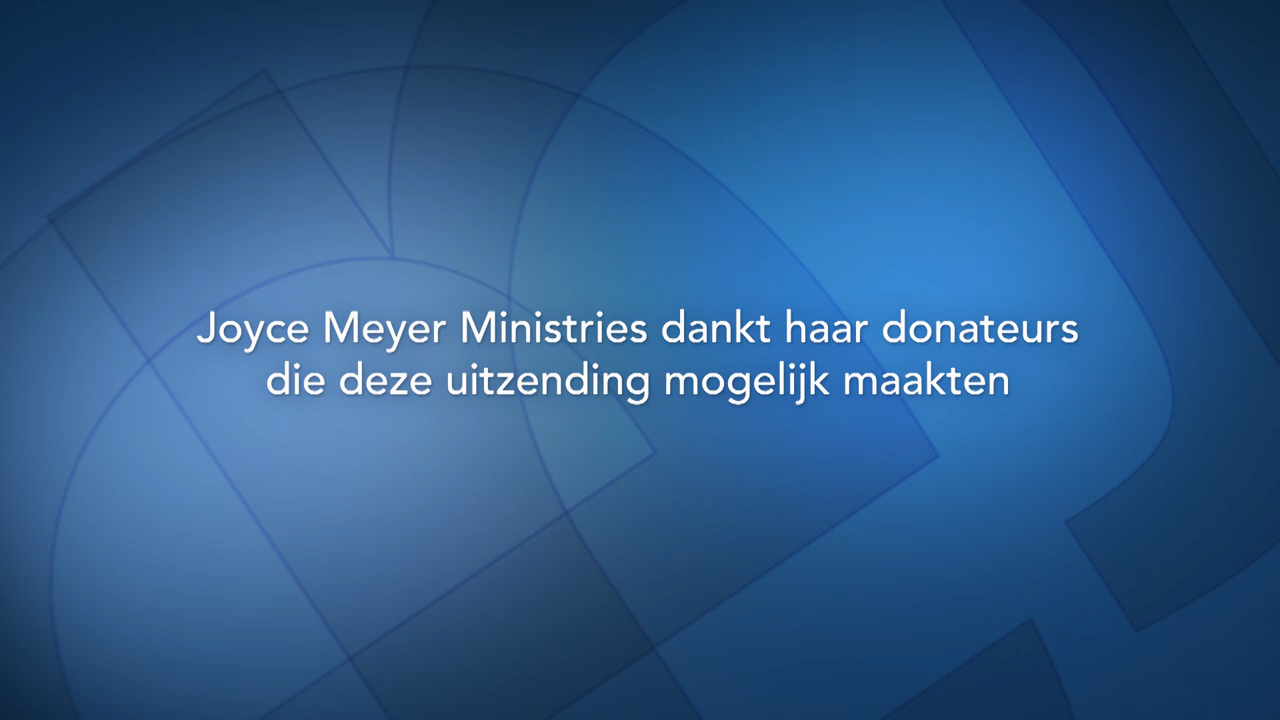 Joyce Meyer Ministries dankt haar donateurs
die deze uitzending mogelijk maakten